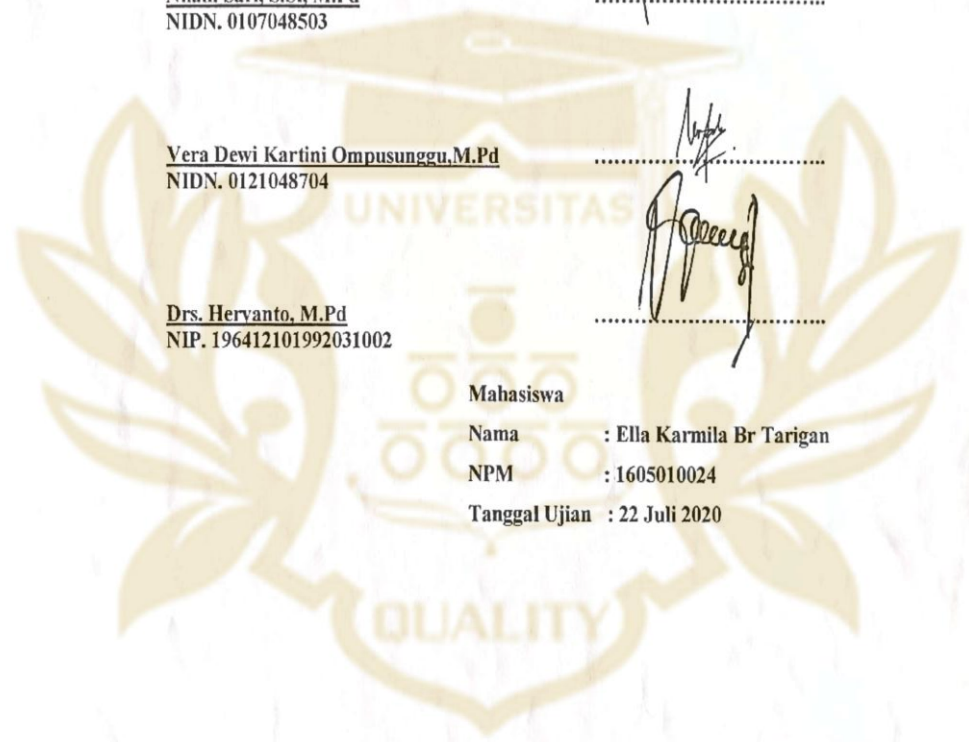 NIDN. 0107048503
Vera Dewi Kartini Ompusunggu,M.Pd
NIDN. 0121048704
UNIVERSITAS
Drs. Heryanto, M.Pd
NIP. 196412101992031002
Mahasiswa
Nama : Ella Karmila Br Tarigan
NPM : 1605010024
Tanggal Ujian : 22 Juli 2020
QUALITY